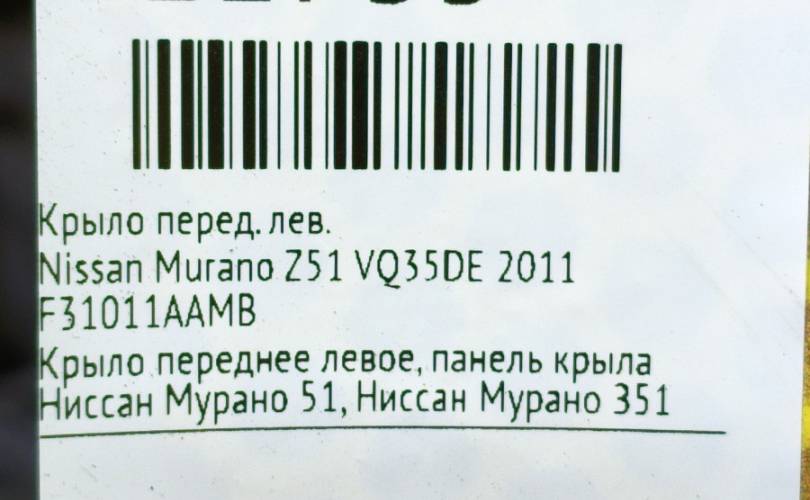 Крыло перед. лев.
Nissan Murano Z51 VQ35DE 2011
F31011AAMB
Крыло переднее левое, панель крыла
Ниссан Мурано 51, Ниссан Мурано З51